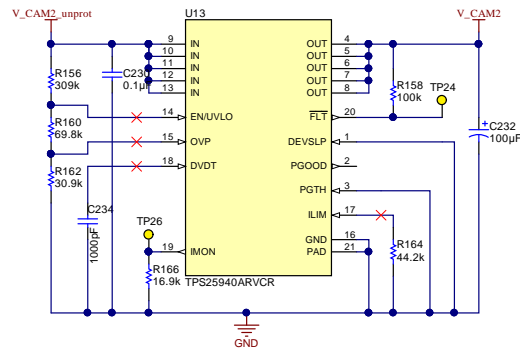 V_CAM2_unprot
U13
V_CAM2
9 IN OUT 4
10 IN OUT 5
11 IN OUT 6
12 IN OUT 7
13 IN OUT 8
R156
309k
C230
0.1µF
R158
100k
TP24
14 EN/UVLO FLT 20
R160
69.8k
15 OVP DEVSLP 1
C232
100µF
18 DVDT PGOOD 2
R162
30.9k
PGTH 3
C234
1000pF
ILIM 17
TP26
GND 16
19 IMON PAD 21
R164
44.2k
R166
16.9k
TPS25940ARVCR
GND